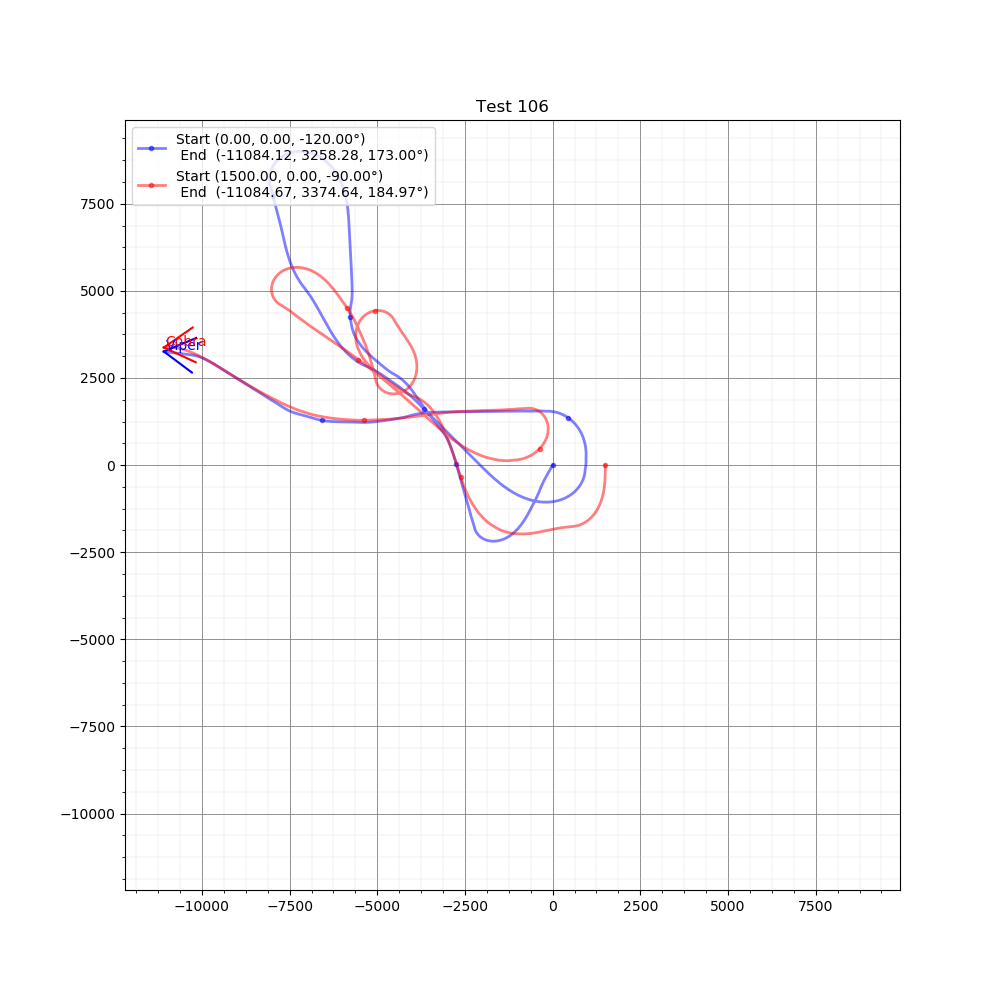 Test 106
Start (0.00, 0.00, -120.00°)
End (-11084.12, 3258.28, 173.00°)
Start (1500.00, 0.00, -90.00°)
End (-11084.67, 3374.64, 184.97°)
7500
5000
2500
0
−2500
−5000
−7500
−10000
Cobra
Viper
−10000 −7500 −5000 −2500 0 2500 5000 7500